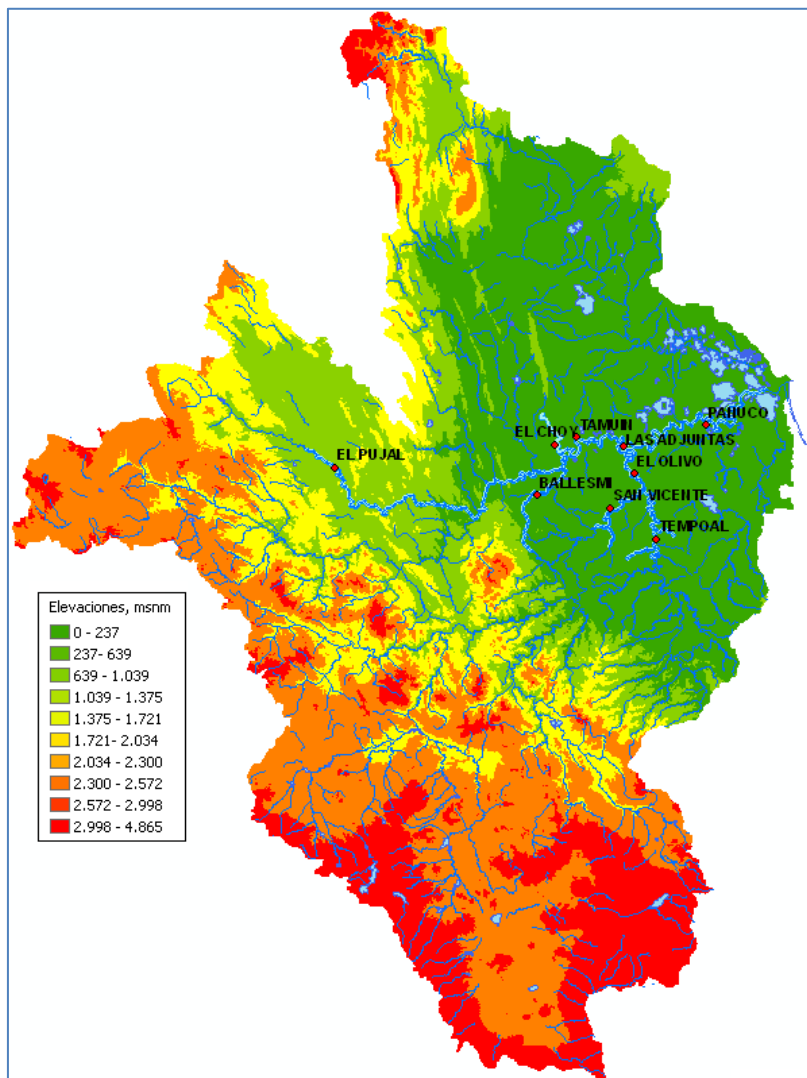 PAHUCO
TAMUIN
EL CHOY
LAS ADJUNTAS
EL PUJAL
EL OLIVO
BALLESMI
SAH VICENTE
TEMPOAL
Elevaciones, msnm
0 - 237
237- 639
639 - 1.039
1.039 - 1.375
1.375 - 1.721
1.721- 2.034
2.034 - 2.300
2.300 - 2.572
2.572 - 2.998
2.998 - 4.865